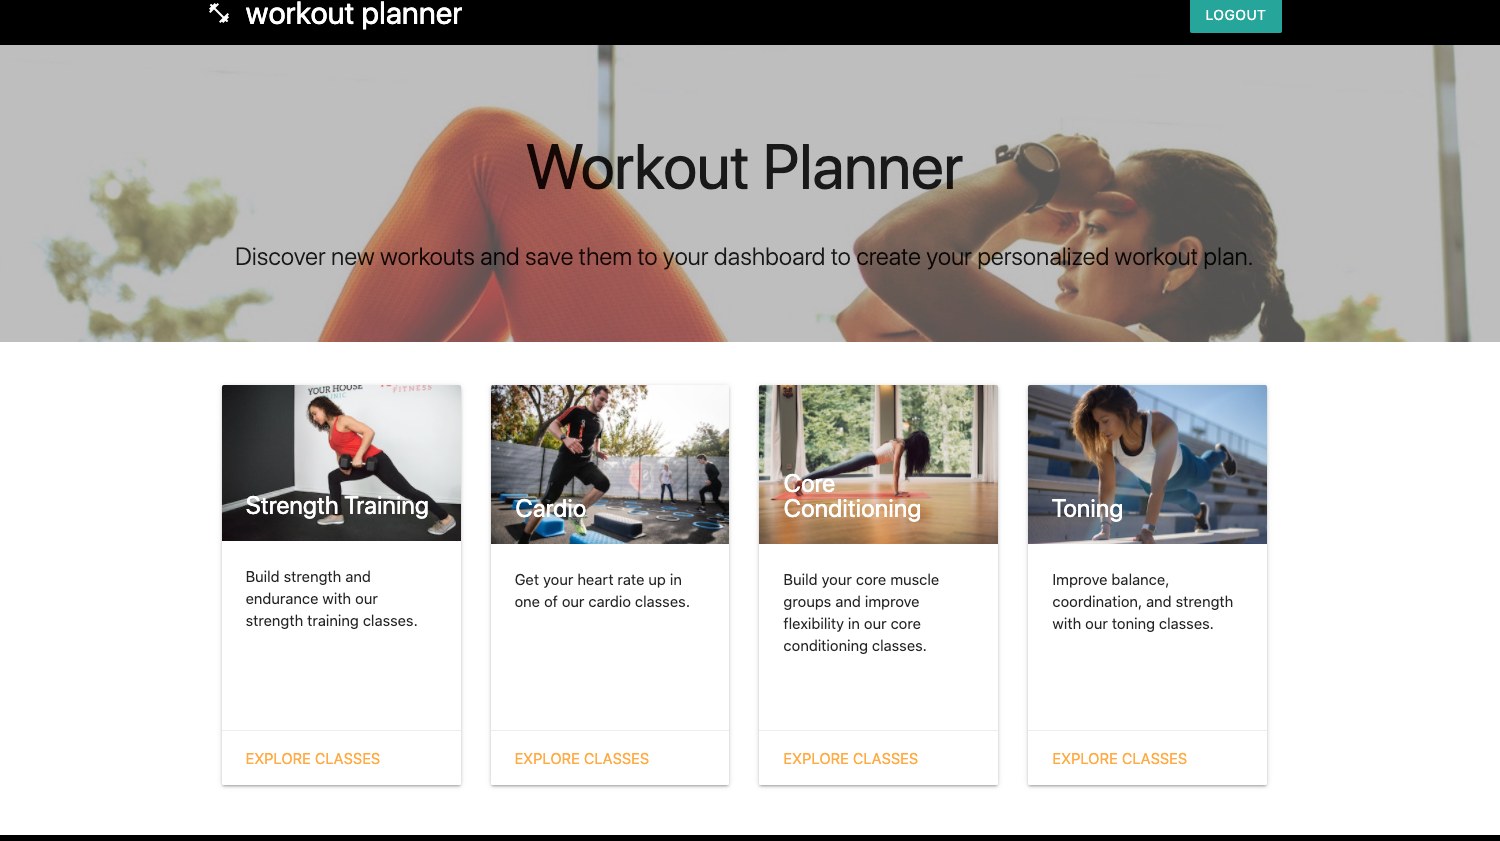 workout planner
LOGOUT
Workout Planner
Discover new workouts and save them to your dashboard to create your personalized workout plan.
YOUR HOUSE
FITNESS
CLINIC
Strength Training
Build strength and
endurance with our
strength training classes.
EXPLORE CLASSES
Cardio
Get your heart rate up in
one of our cardio classes.
EXPLORE CLASSES
Core
Conditioning
Build your core muscle
groups and improve
flexibility in our core
conditioning classes.
EXPLORE CLASSES
Toning
Improve balance,
coordination, and strength
with our toning classes.
EXPLORE CLASSES